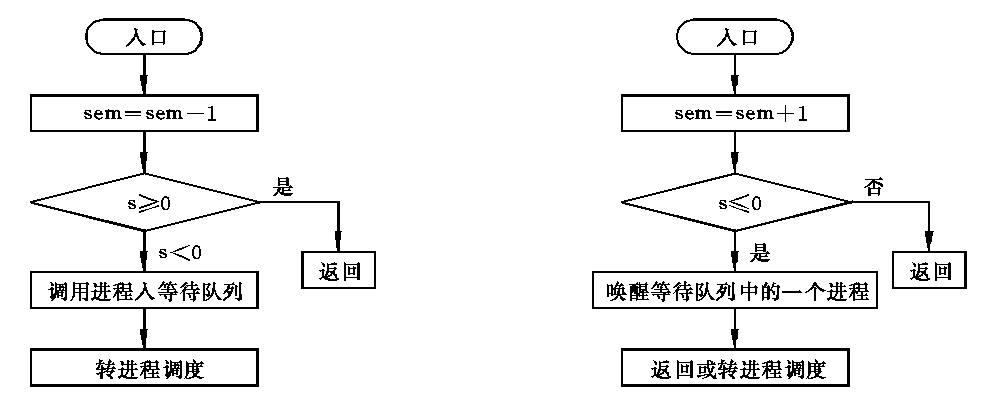 入口
sem=sem-1
s≥0
是
s<0
返回
调用进程入等待队列
转进程调度
入口
sem=sem+1
s≤0
否
是
返回
唤醒等待队列中的一个进程
返回或转进程调度